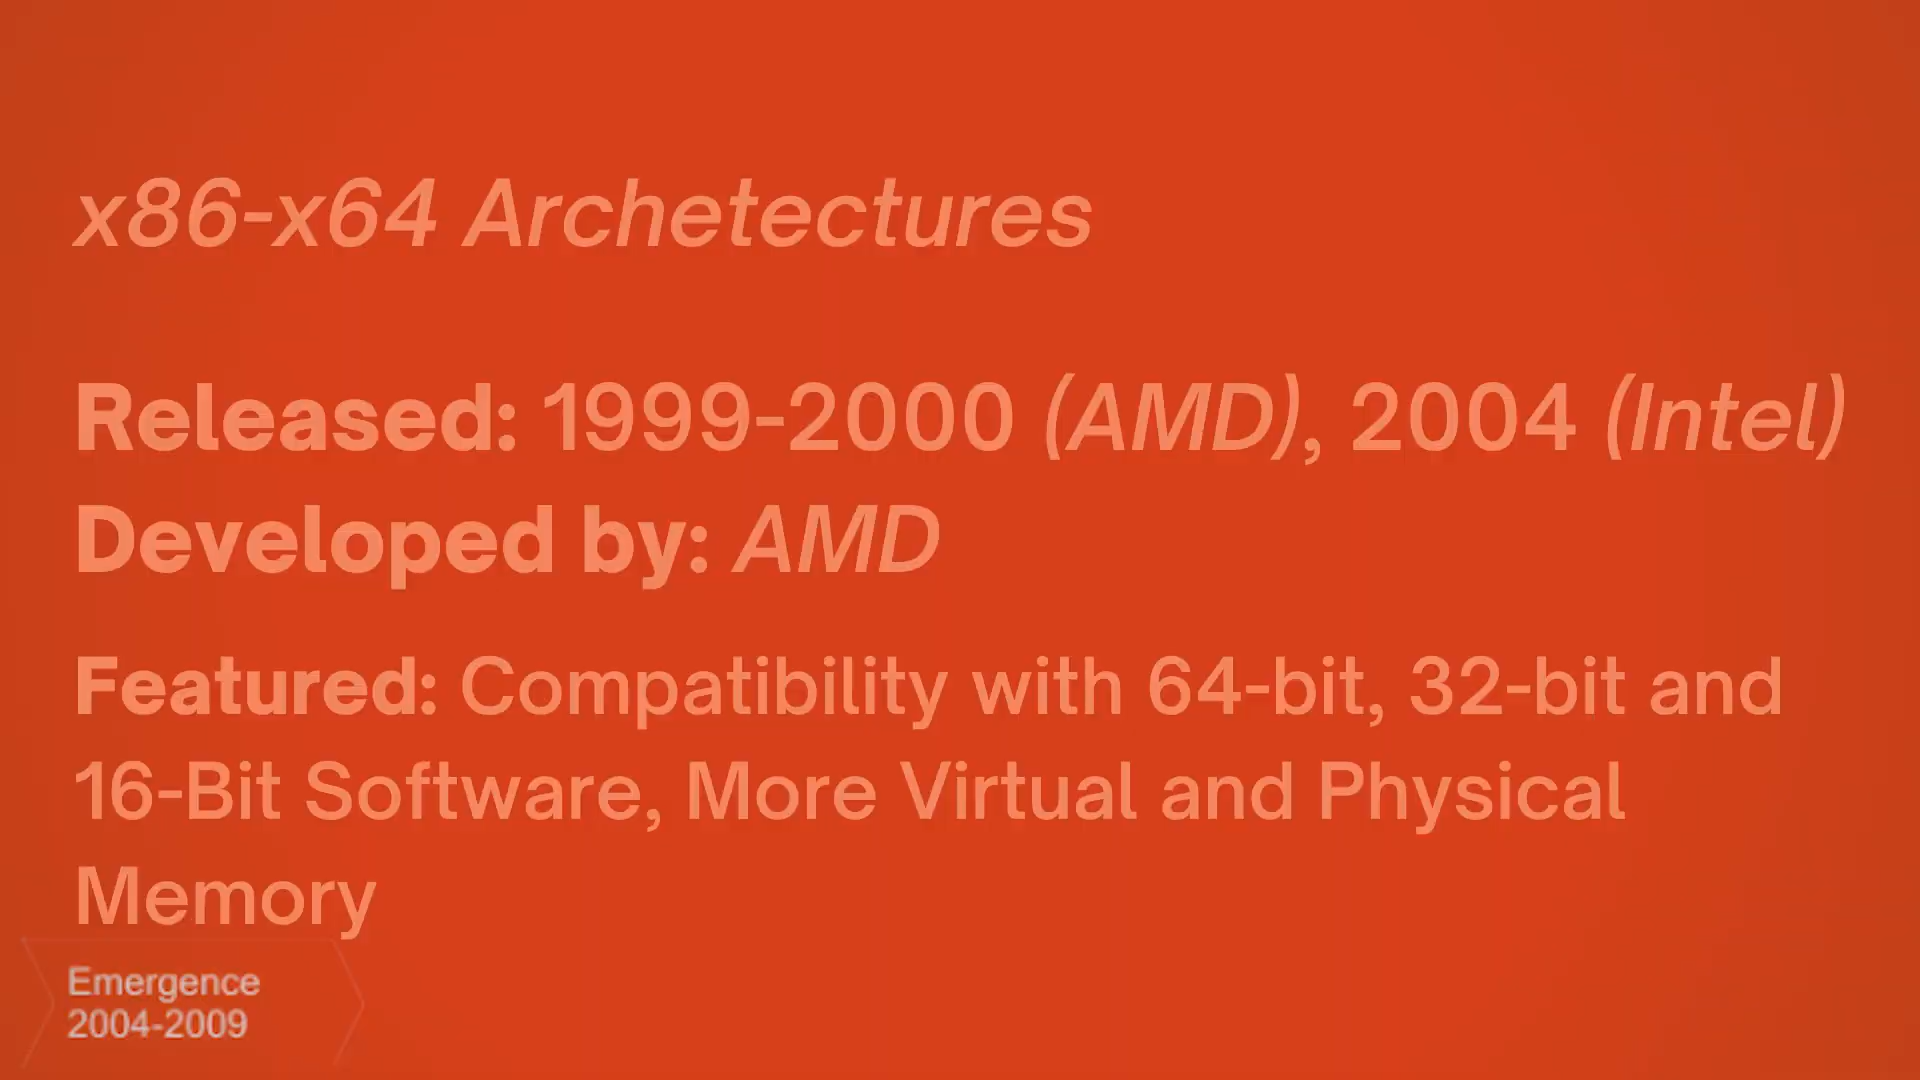 x86-x64 Archetectures
Released: 1999-2000 (AMD), 2004 (Intel)
Developed by: AMD
Featured: Compatibility with 64-bit, 32-bit and
16-Bit Software, More Virtual and Physical
Memory
Emergence
2004-2009